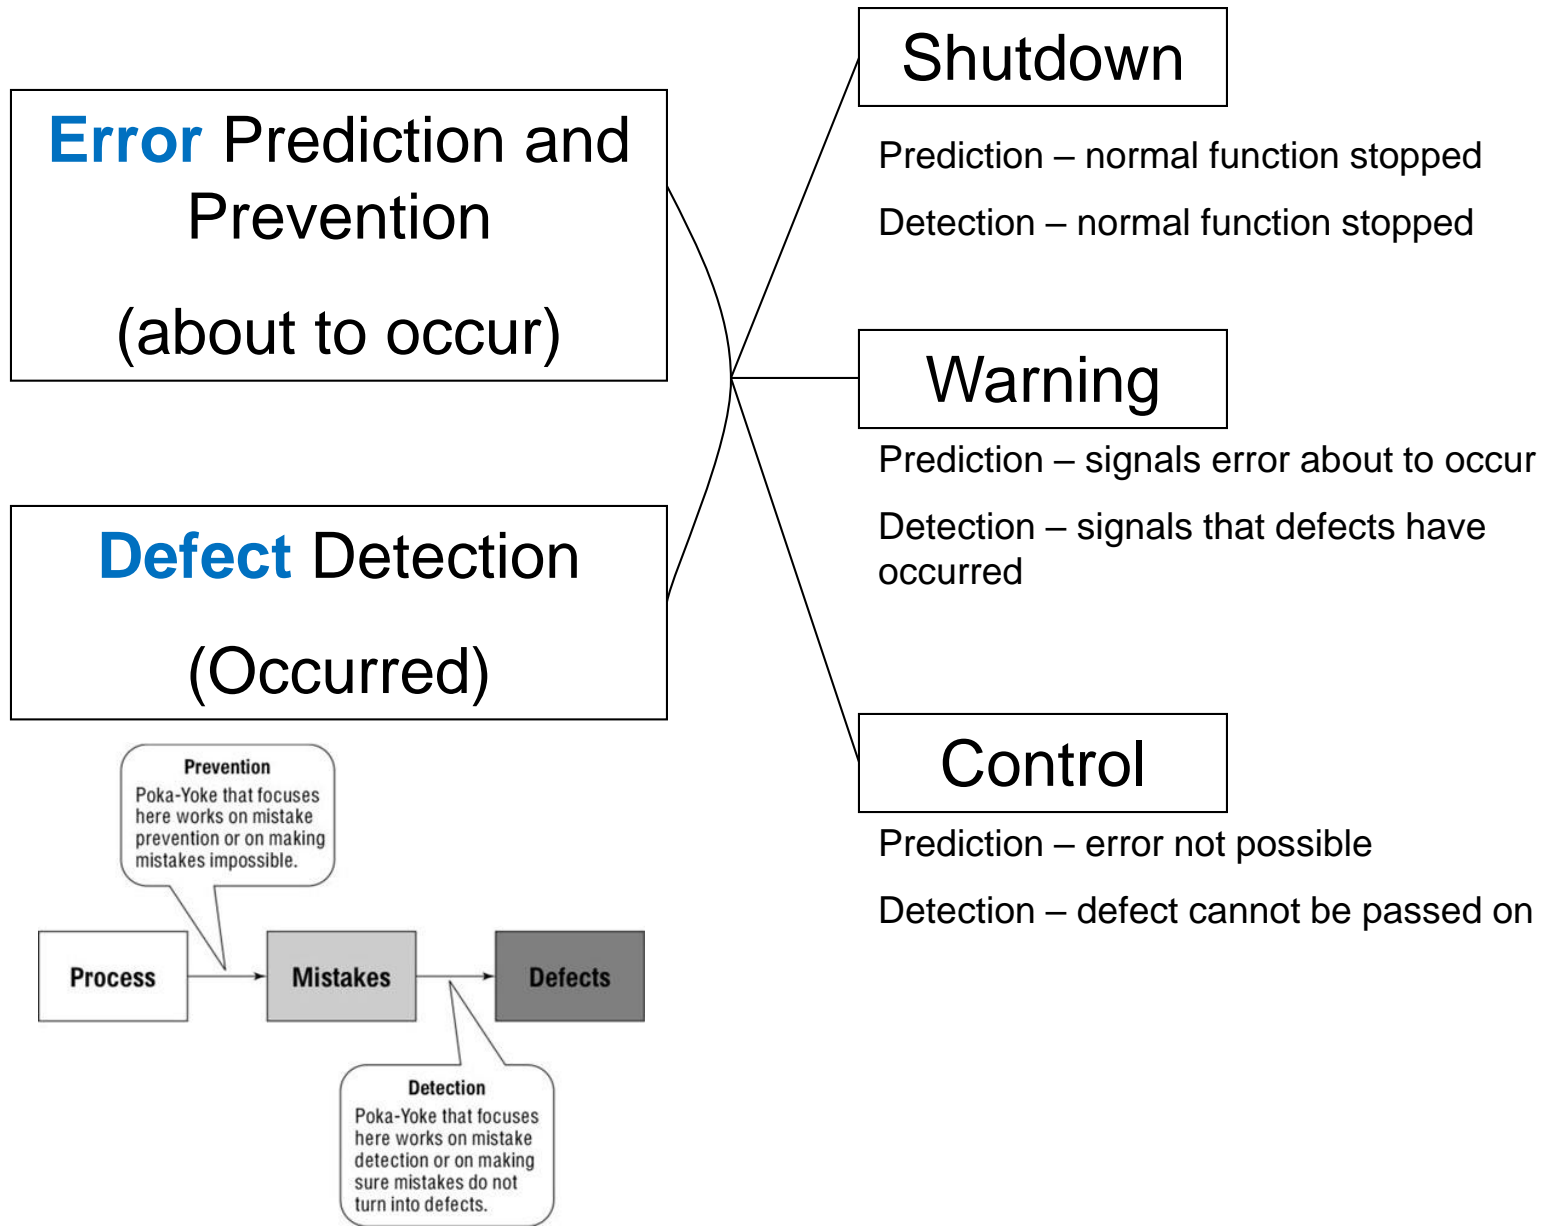 Error Prediction and
Prevention
(about to occur)
Defect Detection
(Occurred)
Shutdown
Prediction – normal function stopped
Detection – normal function stopped
Warning
Prediction – signals error about to occur
Detection – signals that defects have
occurred
Control
Prediction – error not possible
Detection – defect cannot be passed on
Prevention
Poka-Yoke that focuses
here works on mistake
prevention or on making
mistakes impossible.
Process
Mistakes
Defects
Detection
Poka-Yoke that focuses
here works on mistake
detection or on making
sure mistakes do not
turn into defects.